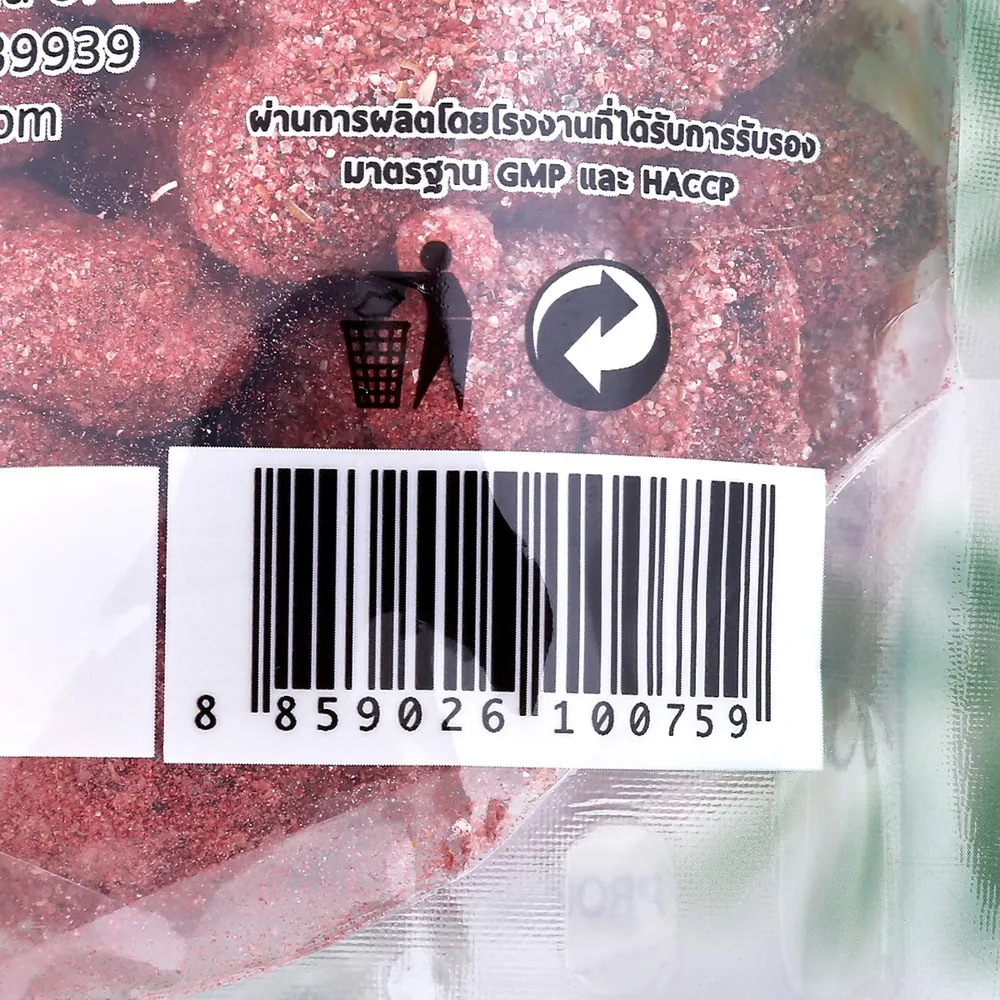 39939
om
ผ่านการผลิตโดยโรงงานที่ได้รับการรับรอง
มาตรฐาน GMP และ HACCP
8 859026 100759
PRO